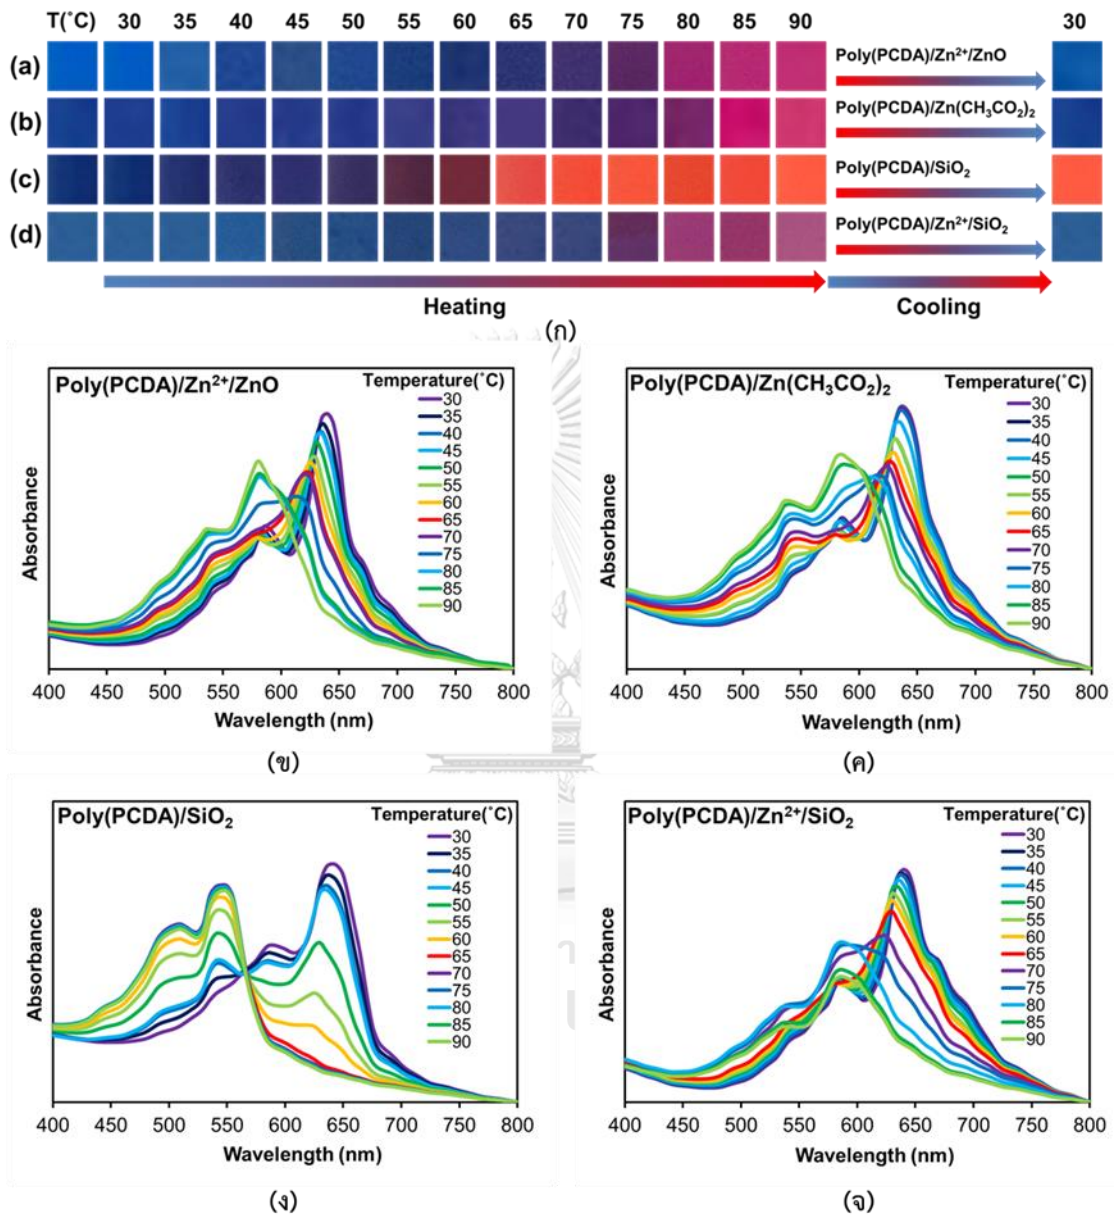 T(˚C) 30 35 40 45 50 55 60 65 70 75 80 85 90 30
(a) Poly(PCDA)/Zn²⁺/ZnO
(b) Poly(PCDA)/Zn(CH₃CO₂)₂
(c) Poly(PCDA)/SiO₂
(d) Poly(PCDA)/Zn²⁺/SiO₂
Heating Cooling
(ก)
Poly(PCDA)/Zn²⁺/ZnO
Temperature(˚C)
30
35
40
45
50
55
60
65
70
75
80
85
90
Absorbance
400 450 500 550 600 650 700 750 800
Wavelength (nm)
(ข)
Poly(PCDA)/Zn(CH₃CO₂)₂
Temperature(˚C)
30
35
40
45
50
55
60
65
70
75
80
85
90
Absorbance
400 450 500 550 600 650 700 750 800
Wavelength (nm)
(ค)
Poly(PCDA)/SiO₂
Temperature(˚C)
30
35
40
45
50
55
60
65
70
75
80
85
90
Absorbance
400 450 500 550 600 650 700 750 800
Wavelength (nm)
(ง)
Poly(PCDA)/Zn²⁺/SiO₂
Temperature(˚C)
30
35
40
45
50
55
60
65
70
75
80
85
90
Absorbance
400 450 500 550 600 650 700 750 800
Wavelength (nm)
(จ)